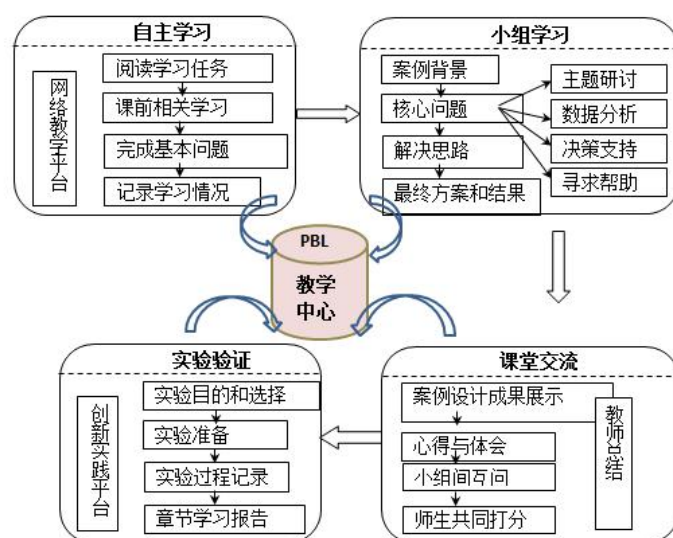 自主学习
网络教学平台
阅读学习任务
课前相关学习
完成基本问题
记录学习情况
小组学习
案例背景
核心问题
解决思路
最终方案和结果
主题研讨
数据分析
决策支持
寻求帮助
PBL
教学
中心
实验验证
创新实践平台
实验目的和选择
实验准备
实验过程记录
章节学习报告
课堂交流
案例设计成果展示
心得与体会
小组间互问
师生共同打分
教师总结